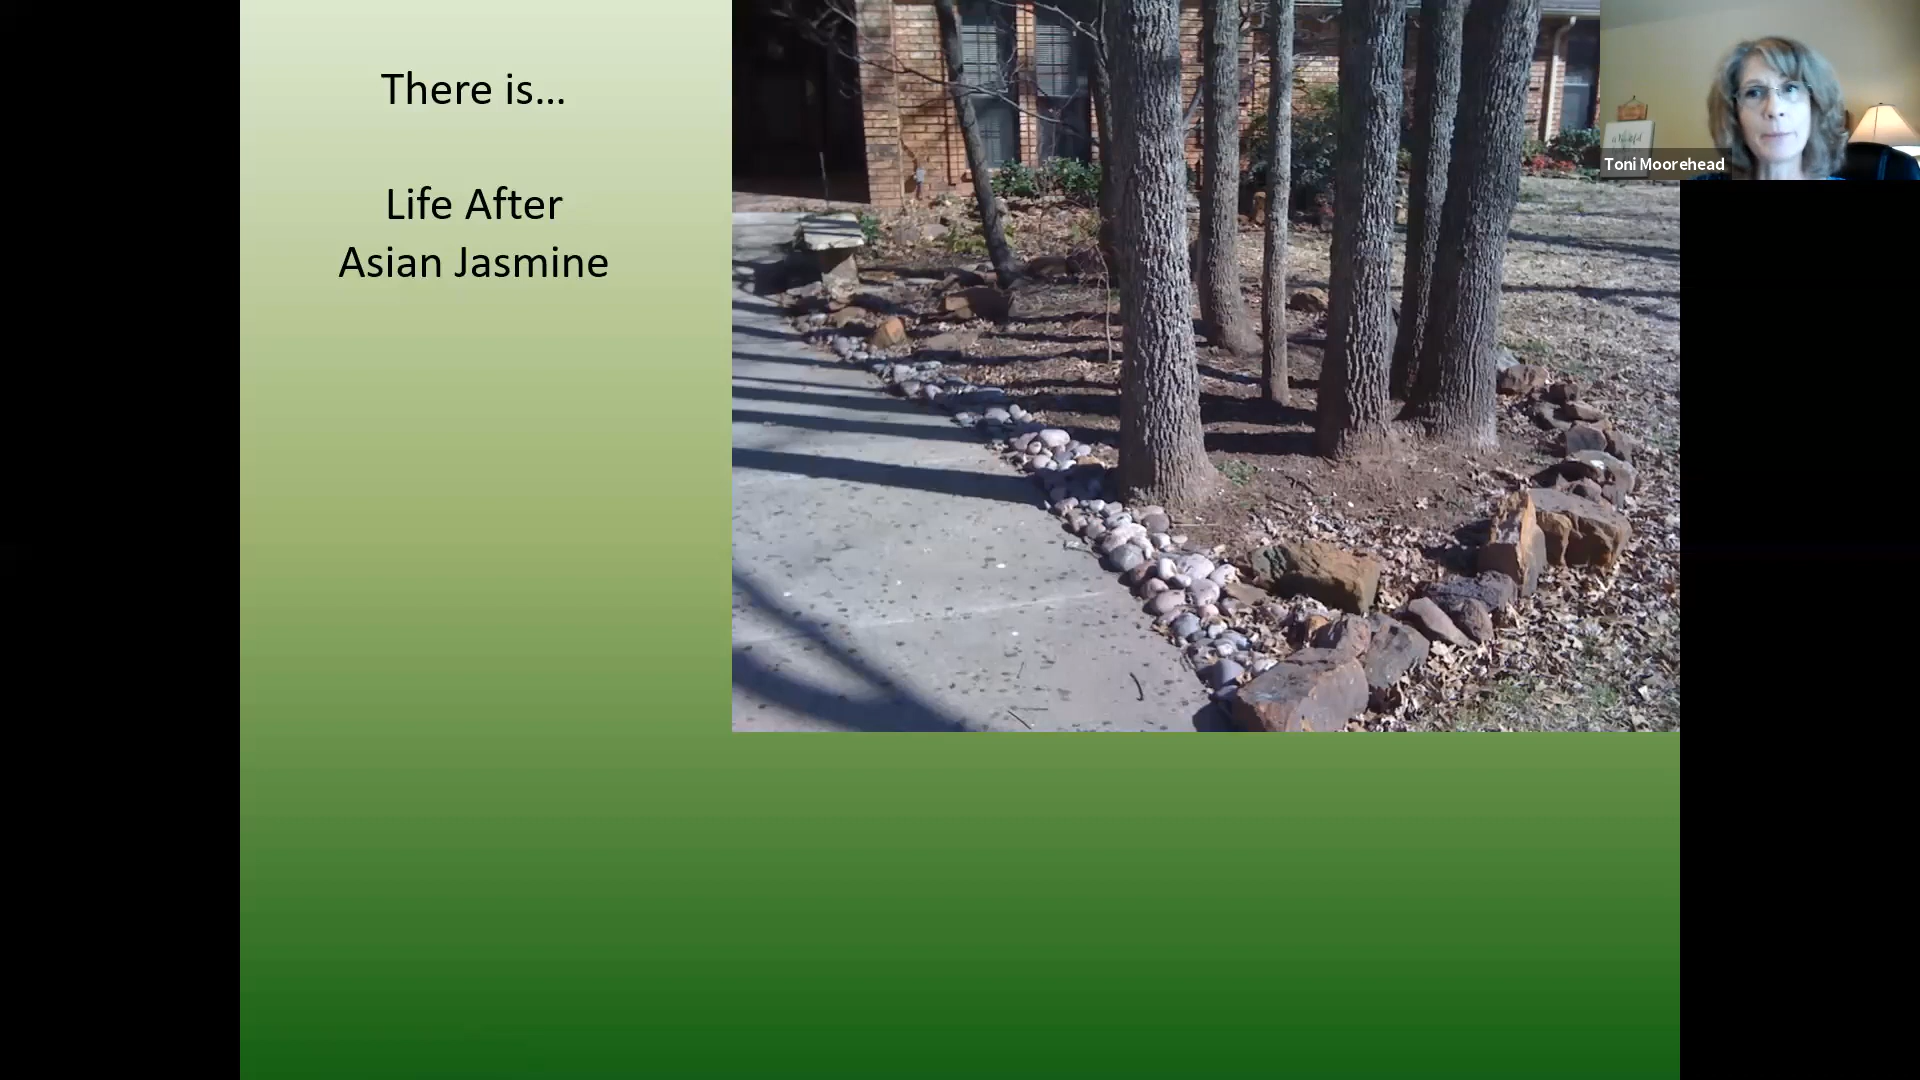 There is...
Life After
Asian Jasmine
Toni Moorehead